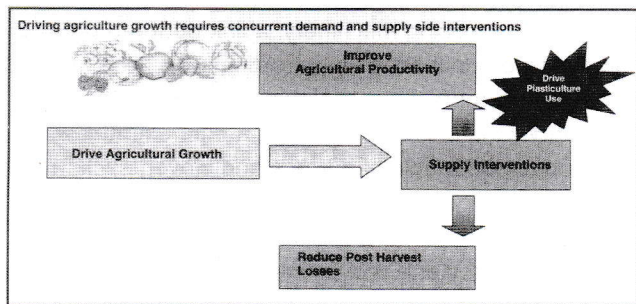 Driving agriculture growth requires concurrent demand and supply side interventions
Improve
Agricultural Productivity
Drive
Plasticulture
Use
Drive Agricultural Growth
Supply Interventions
Reduce Post Harvest
Losses